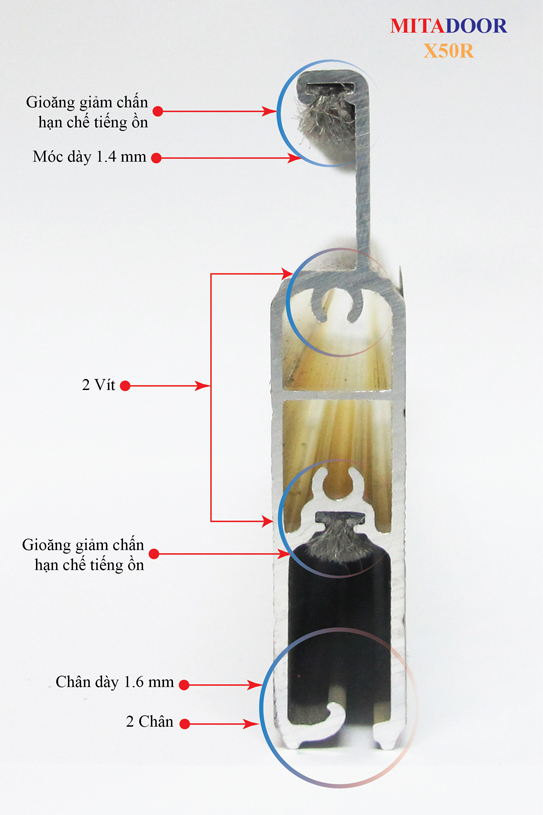 MITADOOR
X50R
Gioăng giảm chấn
hạn chế tiếng ồn
Móc dày 1.4 mm
2 Vít
Gioăng giảm chấn
hạn chế tiếng ồn
Chân dày 1.6 mm
2 Chân